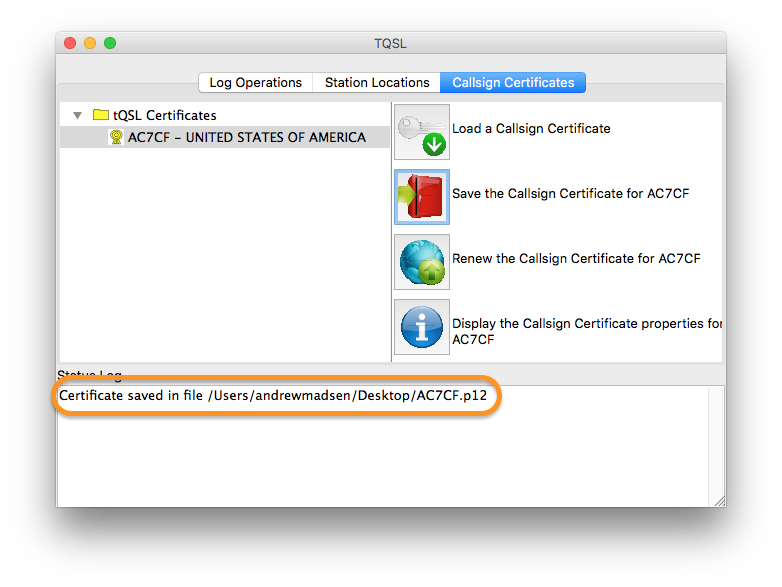 TQSL
Log Operations Station Locations Callsign Certificates
tQSL Certificates
AC7CF – UNITED STATES OF AMERICA
Load a Callsign Certificate
Save the Callsign Certificate for AC7CF
Renew the Callsign Certificate for AC7CF
Display the Callsign Certificate properties for
AC7CF
Status Log
Certificate saved in file /Users/andrewmadsen/Desktop/AC7CF.p12